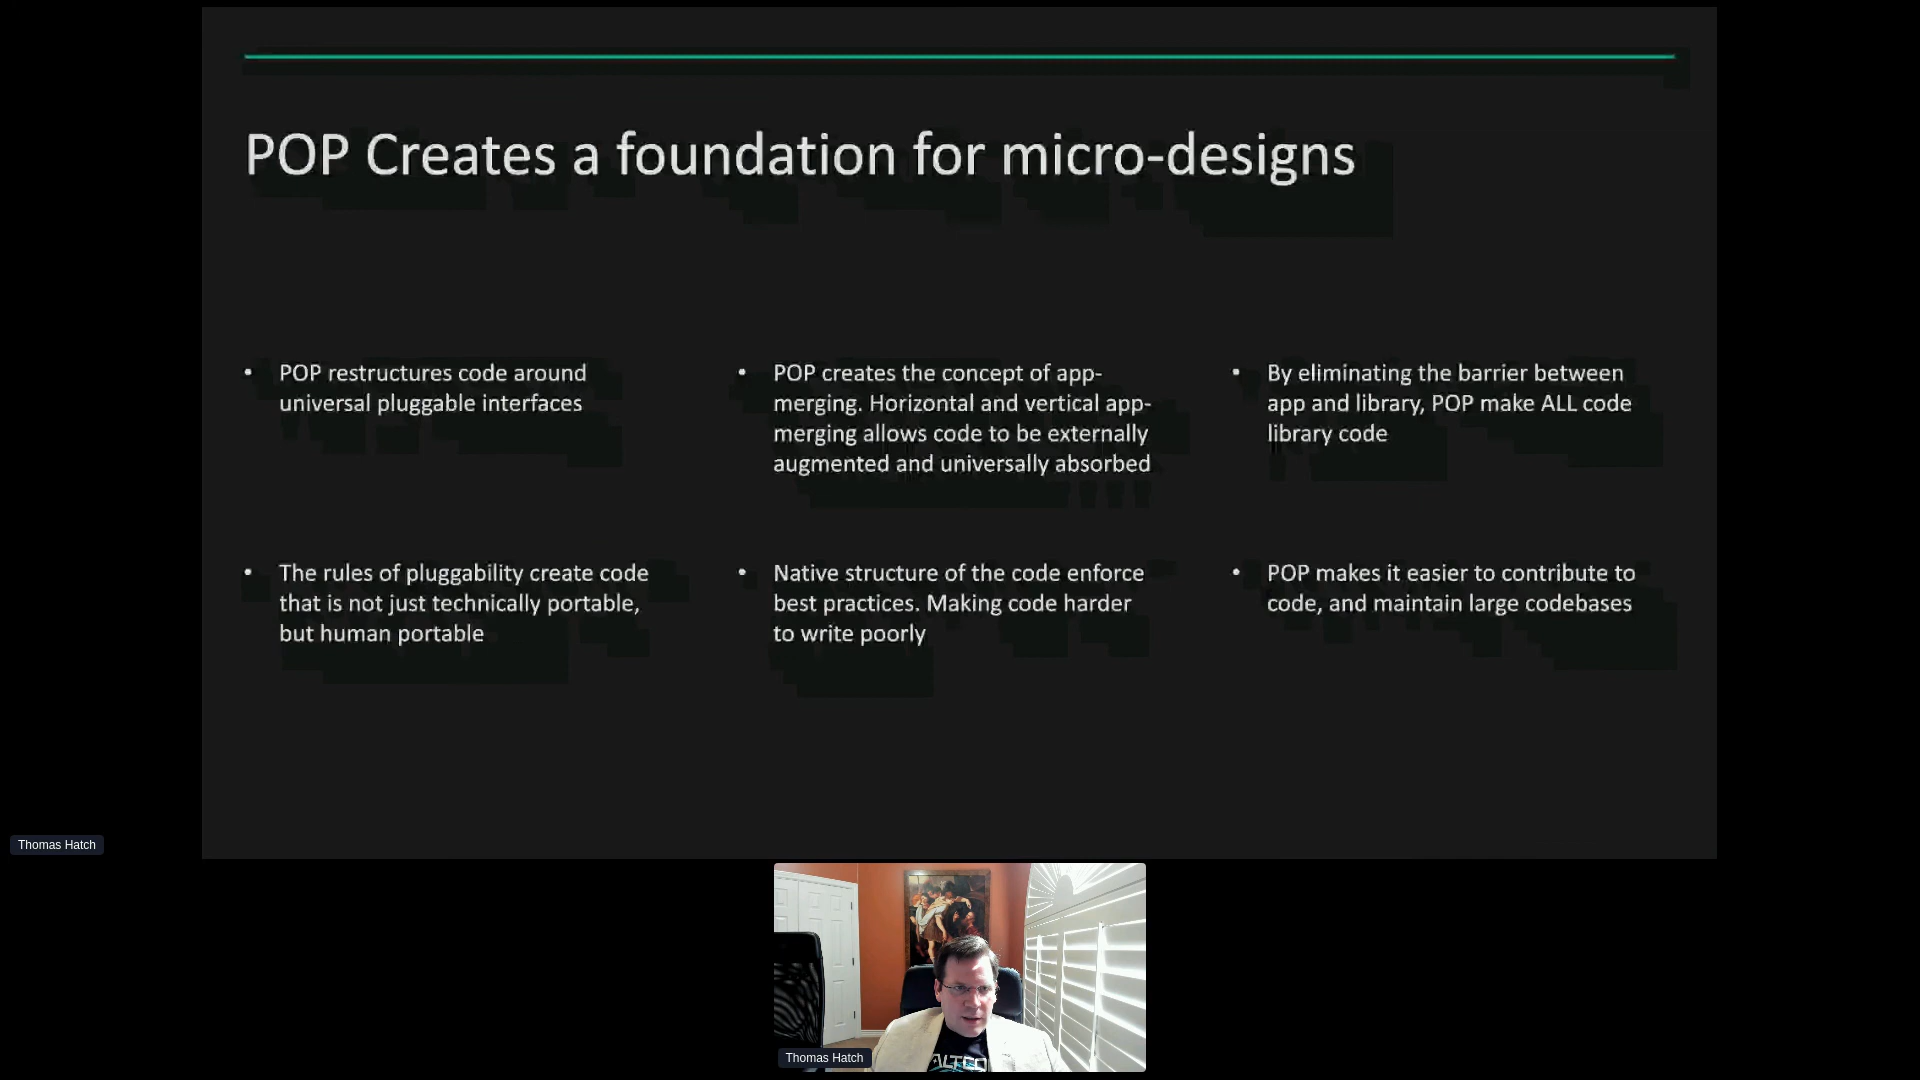 POP Creates a foundation for micro-designs
• POP restructures code around
universal pluggable interfaces
• POP creates the concept of app-
merging. Horizontal and vertical app-
merging allows code to be externally
augmented and universally absorbed
• By eliminating the barrier between
app and library, POP make ALL code
library code
• The rules of pluggability create code
that is not just technically portable,
but human portable
• Native structure of the code enforce
best practices. Making code harder
to write poorly
• POP makes it easier to contribute to
code, and maintain large codebases
Thomas Hatch
Thomas Hatch